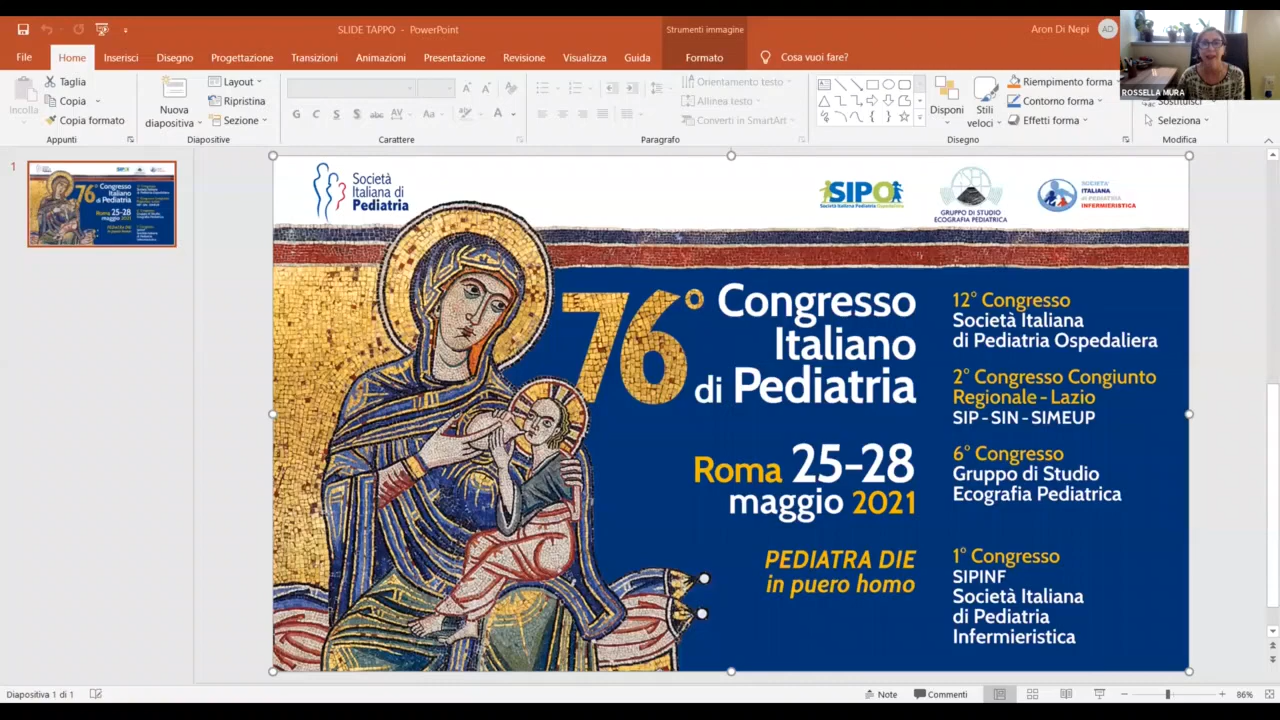 SLIDE TAPPO - PowerPoint
Strumenti immagine
Aron Di Nepi
AD
File
Home
Inserisci
Disegno
Progettazione
Transizioni
Animazioni
Presentazione
Revisione
Visualizza
Guida
Formato
Cosa vuoi fare?
ROSSELLA MURA
Incolla
Taglia
Copia
Copia formato
Appunti
Nuova
diapositiva
Layout
Ripristina
Sezione
Diapositive
G C S S abc AV Aa A
Carattere
Orientamento testo
Allinea testo
Converti in SmartArt
Paragrafo
Disponi
Stili
veloci
Riempimento forma
Contorno forma
Effetti forma
Disegno
Sostituisci
Seleziona
Modifica
1
Società
Italiana di
Pediatria
SIPO
Società Italiana Pediatria Ospedaliera
GRUPPO DI STUDIO
ECOGRAFIA PEDIATRICA
SOCIETA'
ITALIANA
di PEDIATRIA
INFERMIERISTICA
76° Congresso
Italiano
di Pediatria
Roma 25-28
maggio 2021
PEDIATRA DIE
in puero homo
12° Congresso
Società Italiana
di Pediatria Ospedaliera
2° Congresso Congiunto
Regionale - Lazio
SIP - SIN - SIMEUP
6° Congresso
Gruppo di Studio
Ecografia Pediatrica
1° Congresso
SIPINF
Società Italiana
di Pediatria
Infermieristica
Diapositiva 1 di 1
Note
Commenti
86%